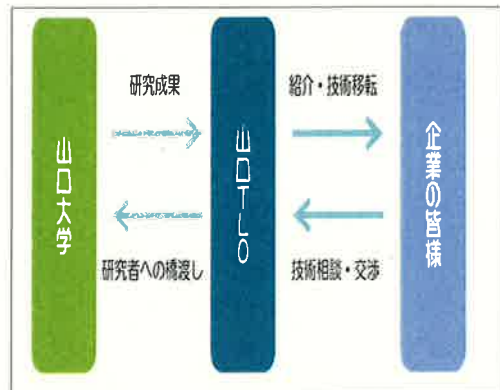 研究成果
紹介・技術移転
山口大学
山口TLO
企業の皆様
研究者への橋渡し
技術相談・交渉